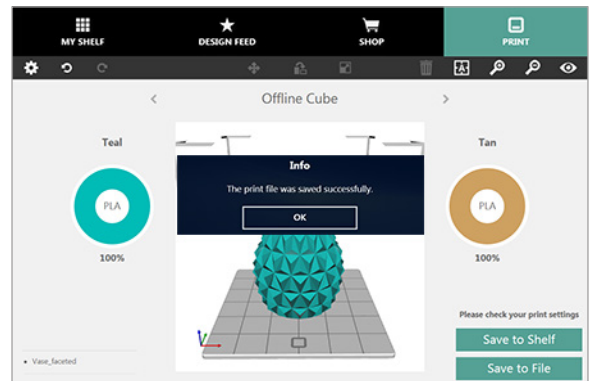 MY SHELF
DESIGN FEED
SHOP
PRINT
A
Offline Cube
Teal
Tan
Info
The print file was saved successfully.
OK
PLA
PLA
100%
100%
Please check your print settings
Save to Shelf
Save to File
• Vase_faceted